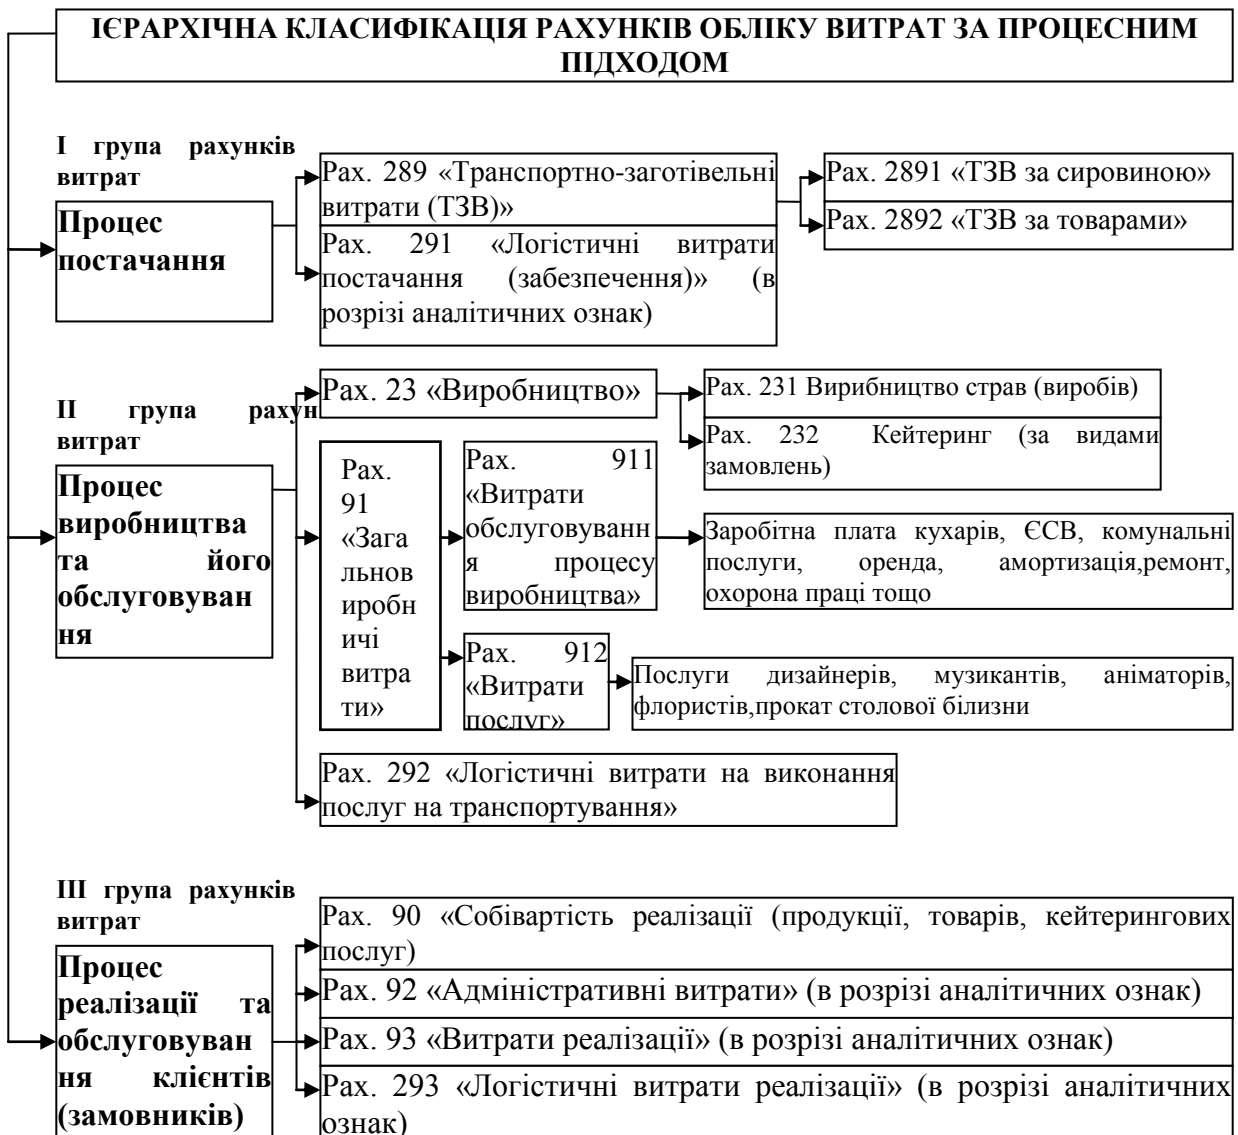 ІЄРАРХІЧНА КЛАСИФІКАЦІЯ РАХУНКІВ ОБЛІКУ ВИТРАТ ЗА ПРОЦЕСНИМ
ПІДХОДОМ
І група рахунків
витрат
Процес
постачання
Рах. 289 «Транспортно-заготівельні
витрати (ТЗВ)»
Рах. 291 «Логістичні витрати
постачання (забезпечення)» (в
розрізі аналітичних ознак)
Рах. 2891 «ТЗВ за сировиною»
Рах. 2892 «ТЗВ за товарами»
ІІ група рахун
витрат
Процес
виробництва
та його
обслуговуван
ня
Рах. 23 «Виробництво»
Рах. 231 Вирибництво страв (виробів)
Рах. 232 Кейтеринг (за видами
замовлень)
Рах.
91
«Зага
льнов
иробн
ичі
витра
ти»
Рах. 911
«Витрати
обслуговуванн
я процесу
виробництва»
Заробітна плата кухарів, ЄСВ, комунальні
послуги, оренда, амортизація,ремонт,
охорона праці тощо
Рах. 912
«Витрати
послуг»
Послуги дизайнерів, музикантів, аніматорів,
флористів,прокат столової білизни
Рах. 292 «Логістичні витрати на виконання
послуг на транспортування»
ІІІ група рахунків
витрат
Процес
реалізації та
обслуговуван
ня клієнтів
(замовників)
Рах. 90 «Собівартість реалізації (продукції, товарів, кейтерингових
послуг)
Рах. 92 «Адміністративні витрати» (в розрізі аналітичних ознак)
Рах. 93 «Витрати реалізації» (в розрізі аналітичних ознак)
Рах. 293 «Логістичні витрати реалізації» (в розрізі аналітичних
ознак)